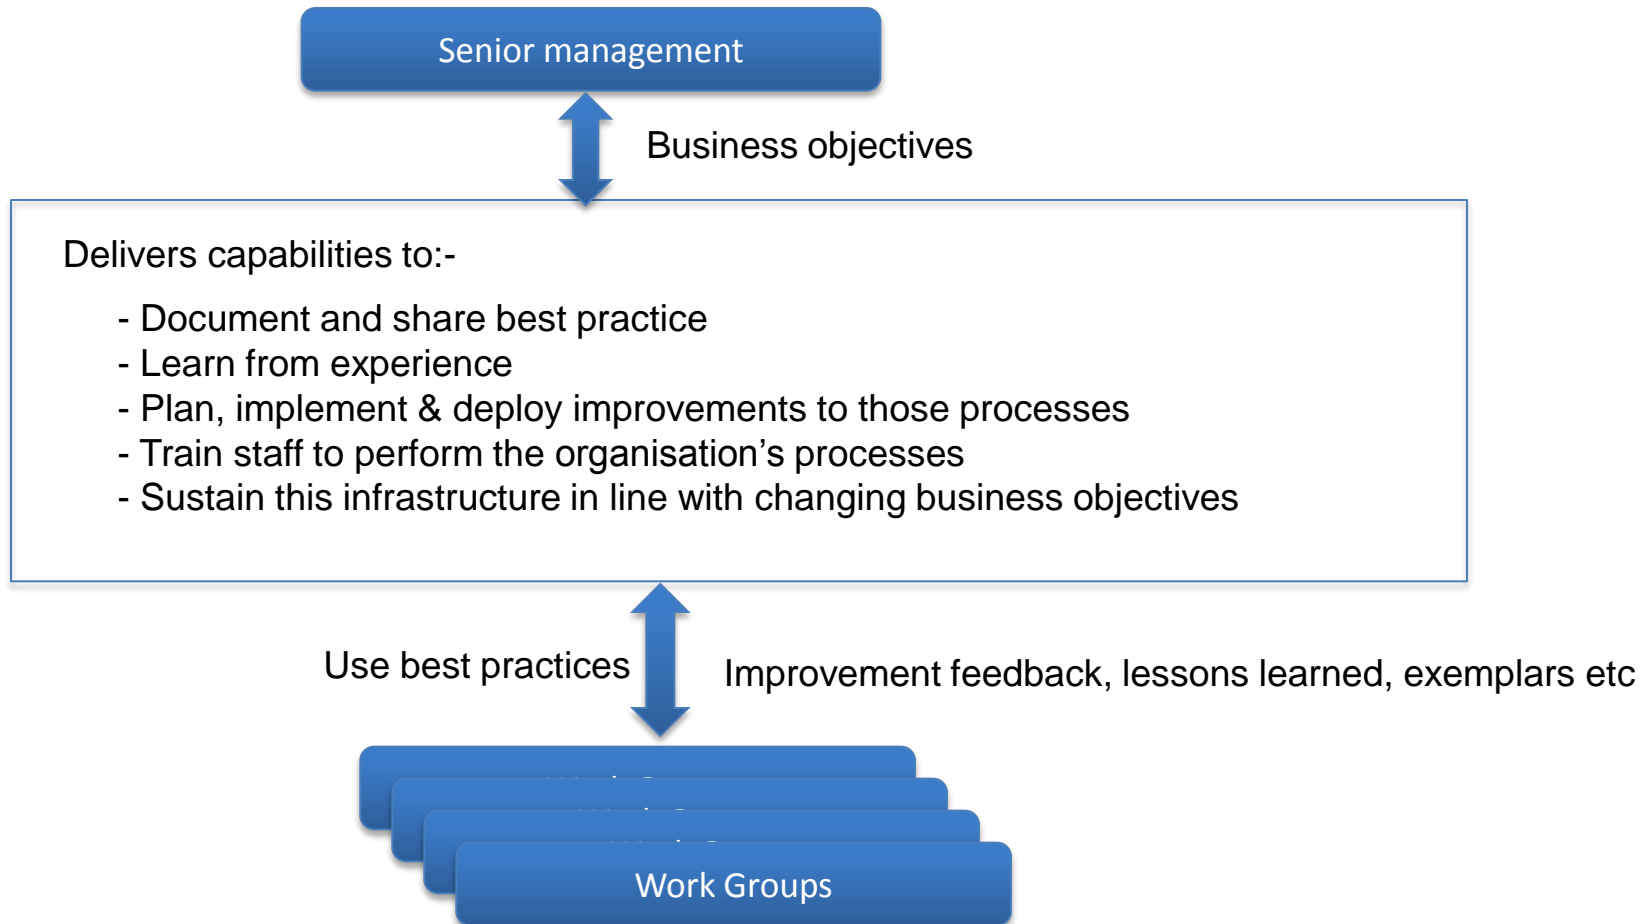 Senior management
Business objectives
Delivers capabilities to:-
- Document and share best practice
- Learn from experience
- Plan, implement & deploy improvements to those processes
- Train staff to perform the organisation’s processes
- Sustain this infrastructure in line with changing business objectives
Use best practices
Improvement feedback, lessons learned, exemplars etc
Work Groups